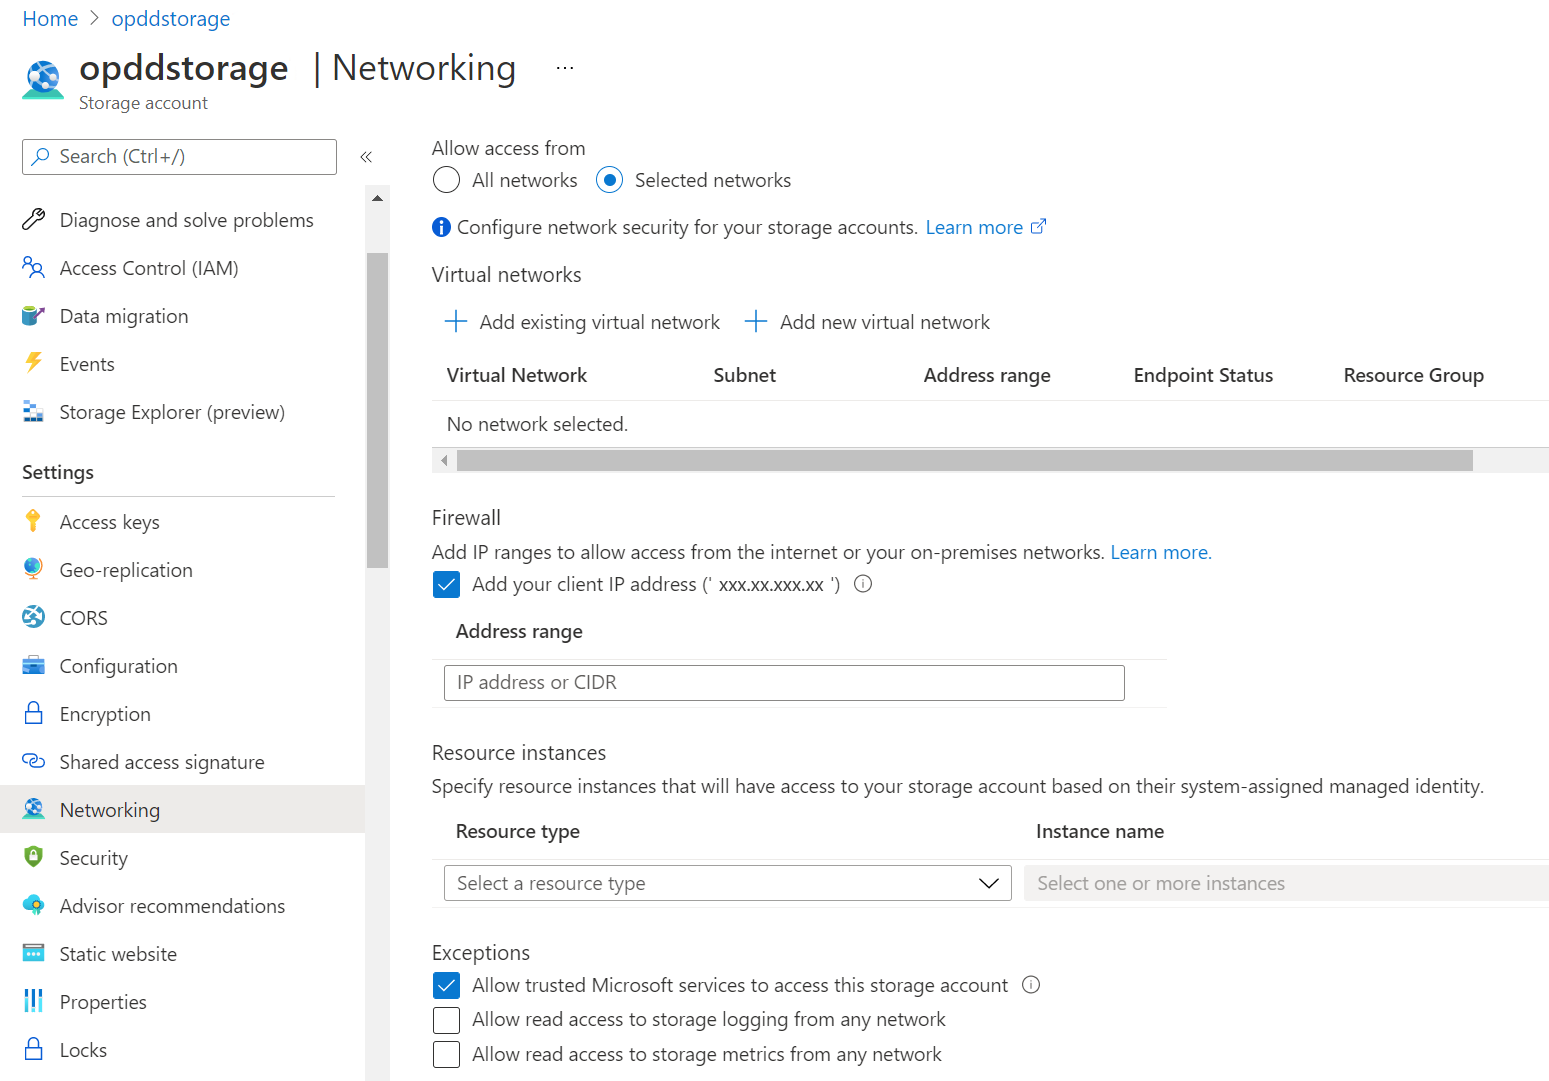 Home > opddstorage
opddstorage | Networking ...
Storage account
Search (Ctrl+/)
«
Diagnose and solve problems
Access Control (IAM)
Data migration
Events
Storage Explorer (preview)
Settings
Access keys
Geo-replication
CORS
Configuration
Encryption
Shared access signature
Networking
Security
Advisor recommendations
Static website
Properties
Locks
Allow access from
All networks Selected networks
Configure network security for your storage accounts. Learn more
Virtual networks
+ Add existing virtual network + Add new virtual network
Virtual Network Subnet Address range Endpoint Status Resource Group
No network selected.
Firewall
Add IP ranges to allow access from the internet or your on-premises networks. Learn more.
Add your client IP address (' xxx.xx.xxx.xx ')
Address range
IP address or CIDR
Resource instances
Specify resource instances that will have access to your storage account based on their system-assigned managed identity.
Resource type Instance name
Select a resource type Select one or more instances
Exceptions
Allow trusted Microsoft services to access this storage account
Allow read access to storage logging from any network
Allow read access to storage metrics from any network